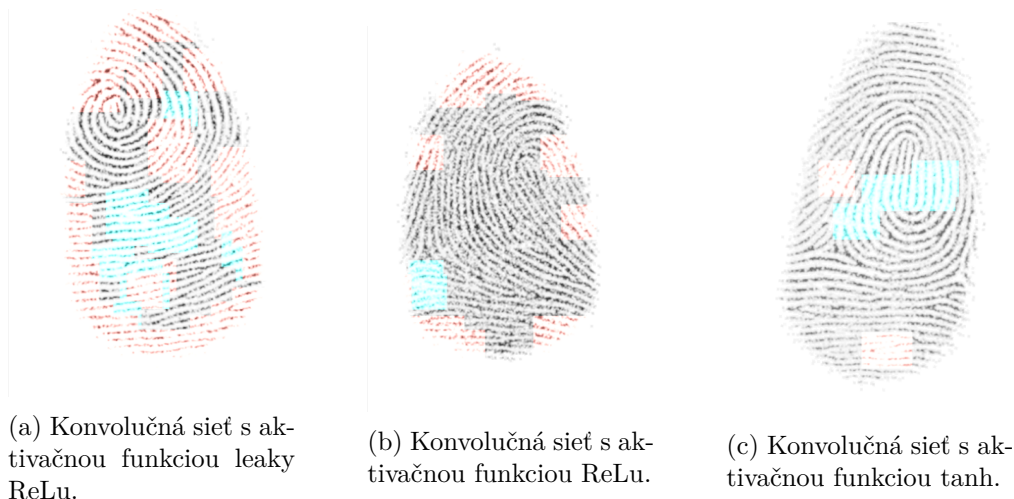 (a) Konvolučná sieť s ak-
tivačnou funkciou leaky
ReLu.
(b) Konvolučná sieť s ak-
tivačnou funkciou ReLu.
(c) Konvolučná sieť s ak-
tivačnou funkciou tanh.